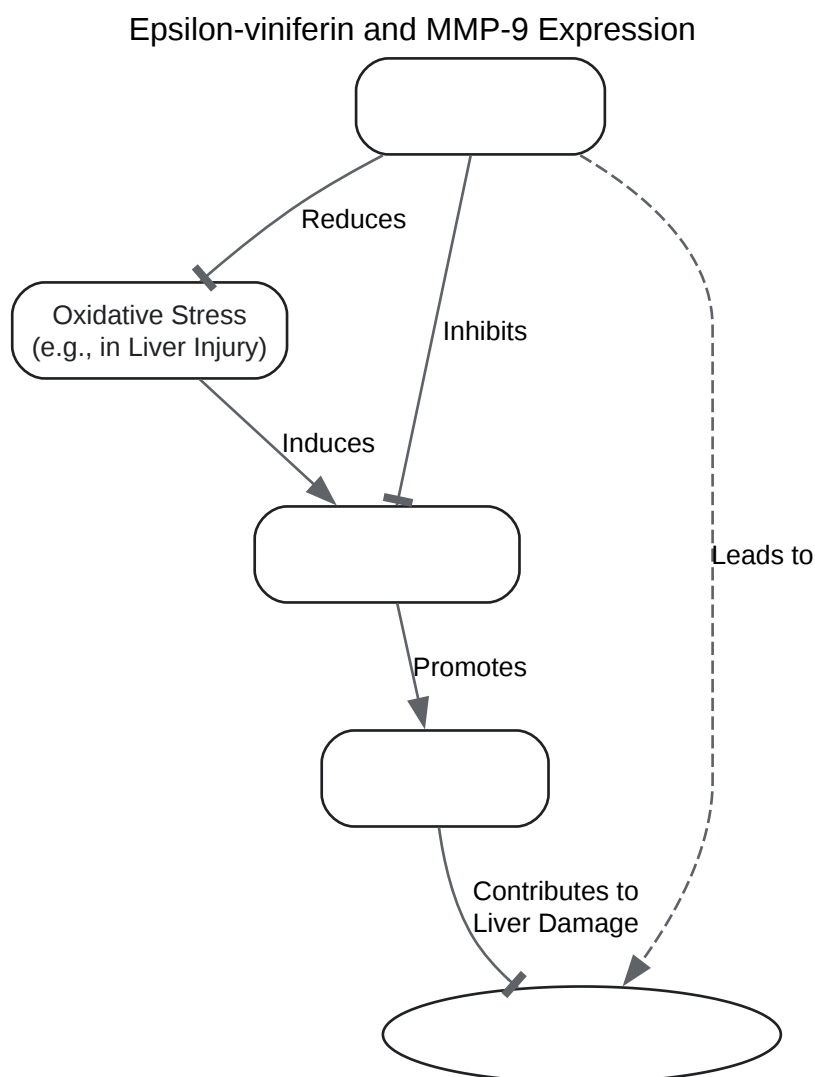 Epsilon-viniferin and MMP-9 Expression
Reduces
Oxidative Stress
(e.g., in Liver Injury)
Inhibits
Induces
Leads to
Promotes
Contributes to
Liver Damage